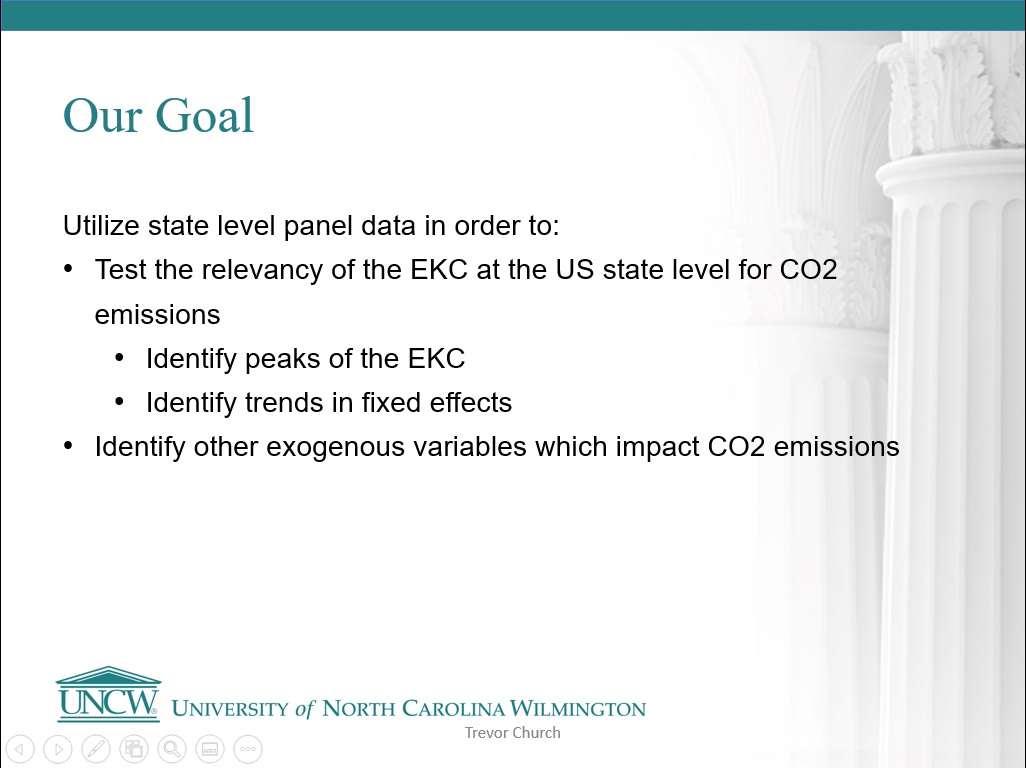 Our Goal
Utilize state level panel data in order to:
• Test the relevancy of the EKC at the US state level for CO2
emissions
• Identify peaks of the EKC
• Identify trends in fixed effects
• Identify other exogenous variables which impact CO2 emissions
UNCW® UNIVERSITY of NORTH CAROLINA WILMINGTON
Trevor Church